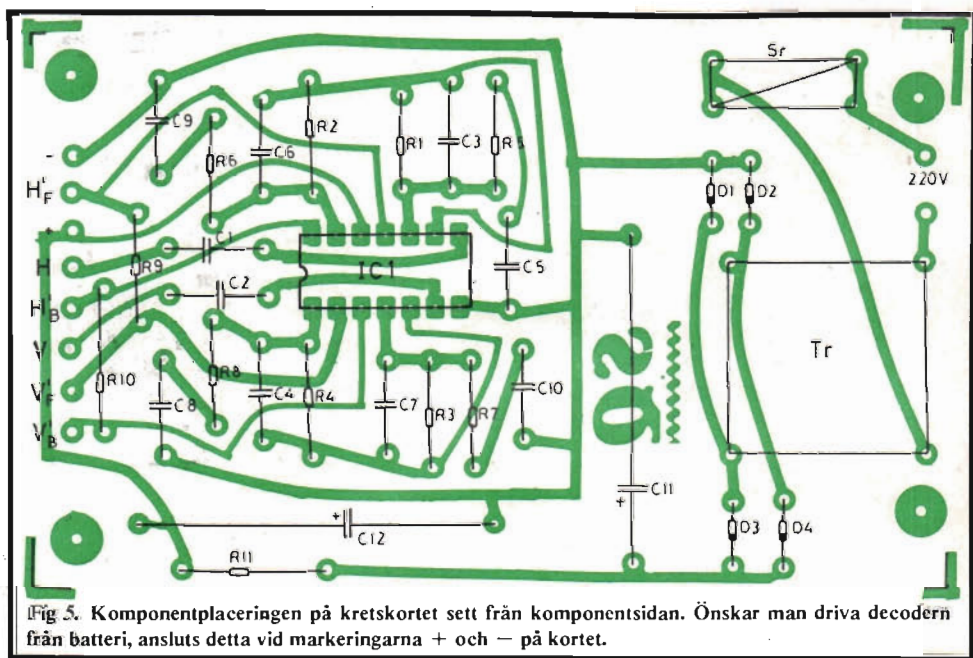 Sr
C9
R2
R1
C3
R5
R6
C6
-
H'F
220V
D1
D2
+
H
C1
R9
IC1
C5
H'B
C2
V
Tr
V'F
R10
R8
C8
C4
R4
C7
R3
R7
C10
V'B
C11
+
+
C12
D3
D4
R11
Fig 5. Komponentplaceringen på kretskortet sett från komponentsidan. Önskar man driva decodern
från batteri, ansluts detta vid markeringarna + och — på kortet.